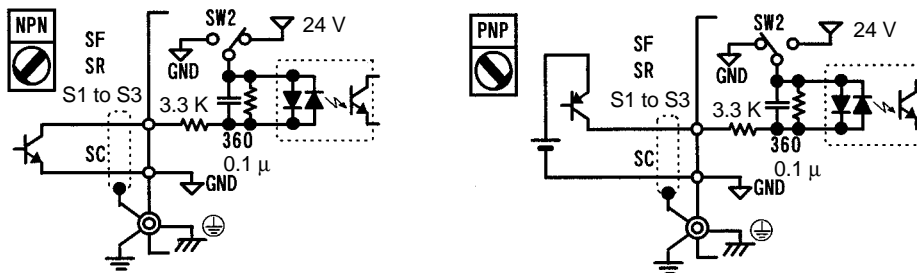 NPN
SF
SR
S1 to S3
SC
SW2
24 V
GND
3.3 K
360
0.1 µ
GND
PNP
SF
SR
S1 to S3
SC
SW2
24 V
GND
3.3 K
360
0.1 µ
GND